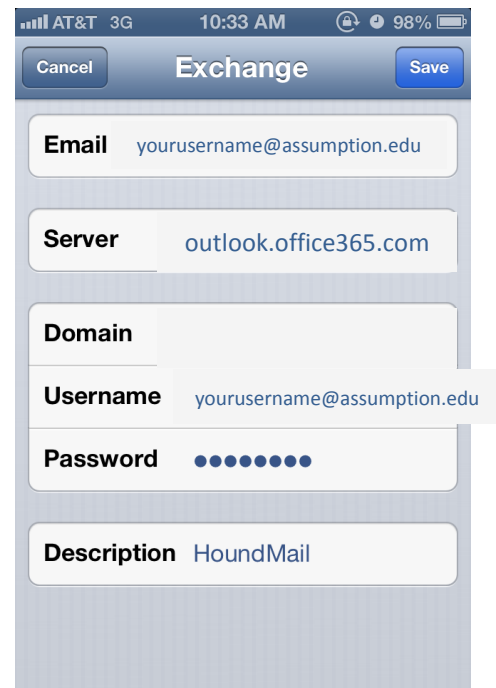 AT&T 3G 10:33 AM 98%
Cancel Exchange Save
Email yourusername@assumption.edu
Server outlook.office365.com
Domain
Username yourusername@assumption.edu
Password ●●●●●●●●
Description HoundMail